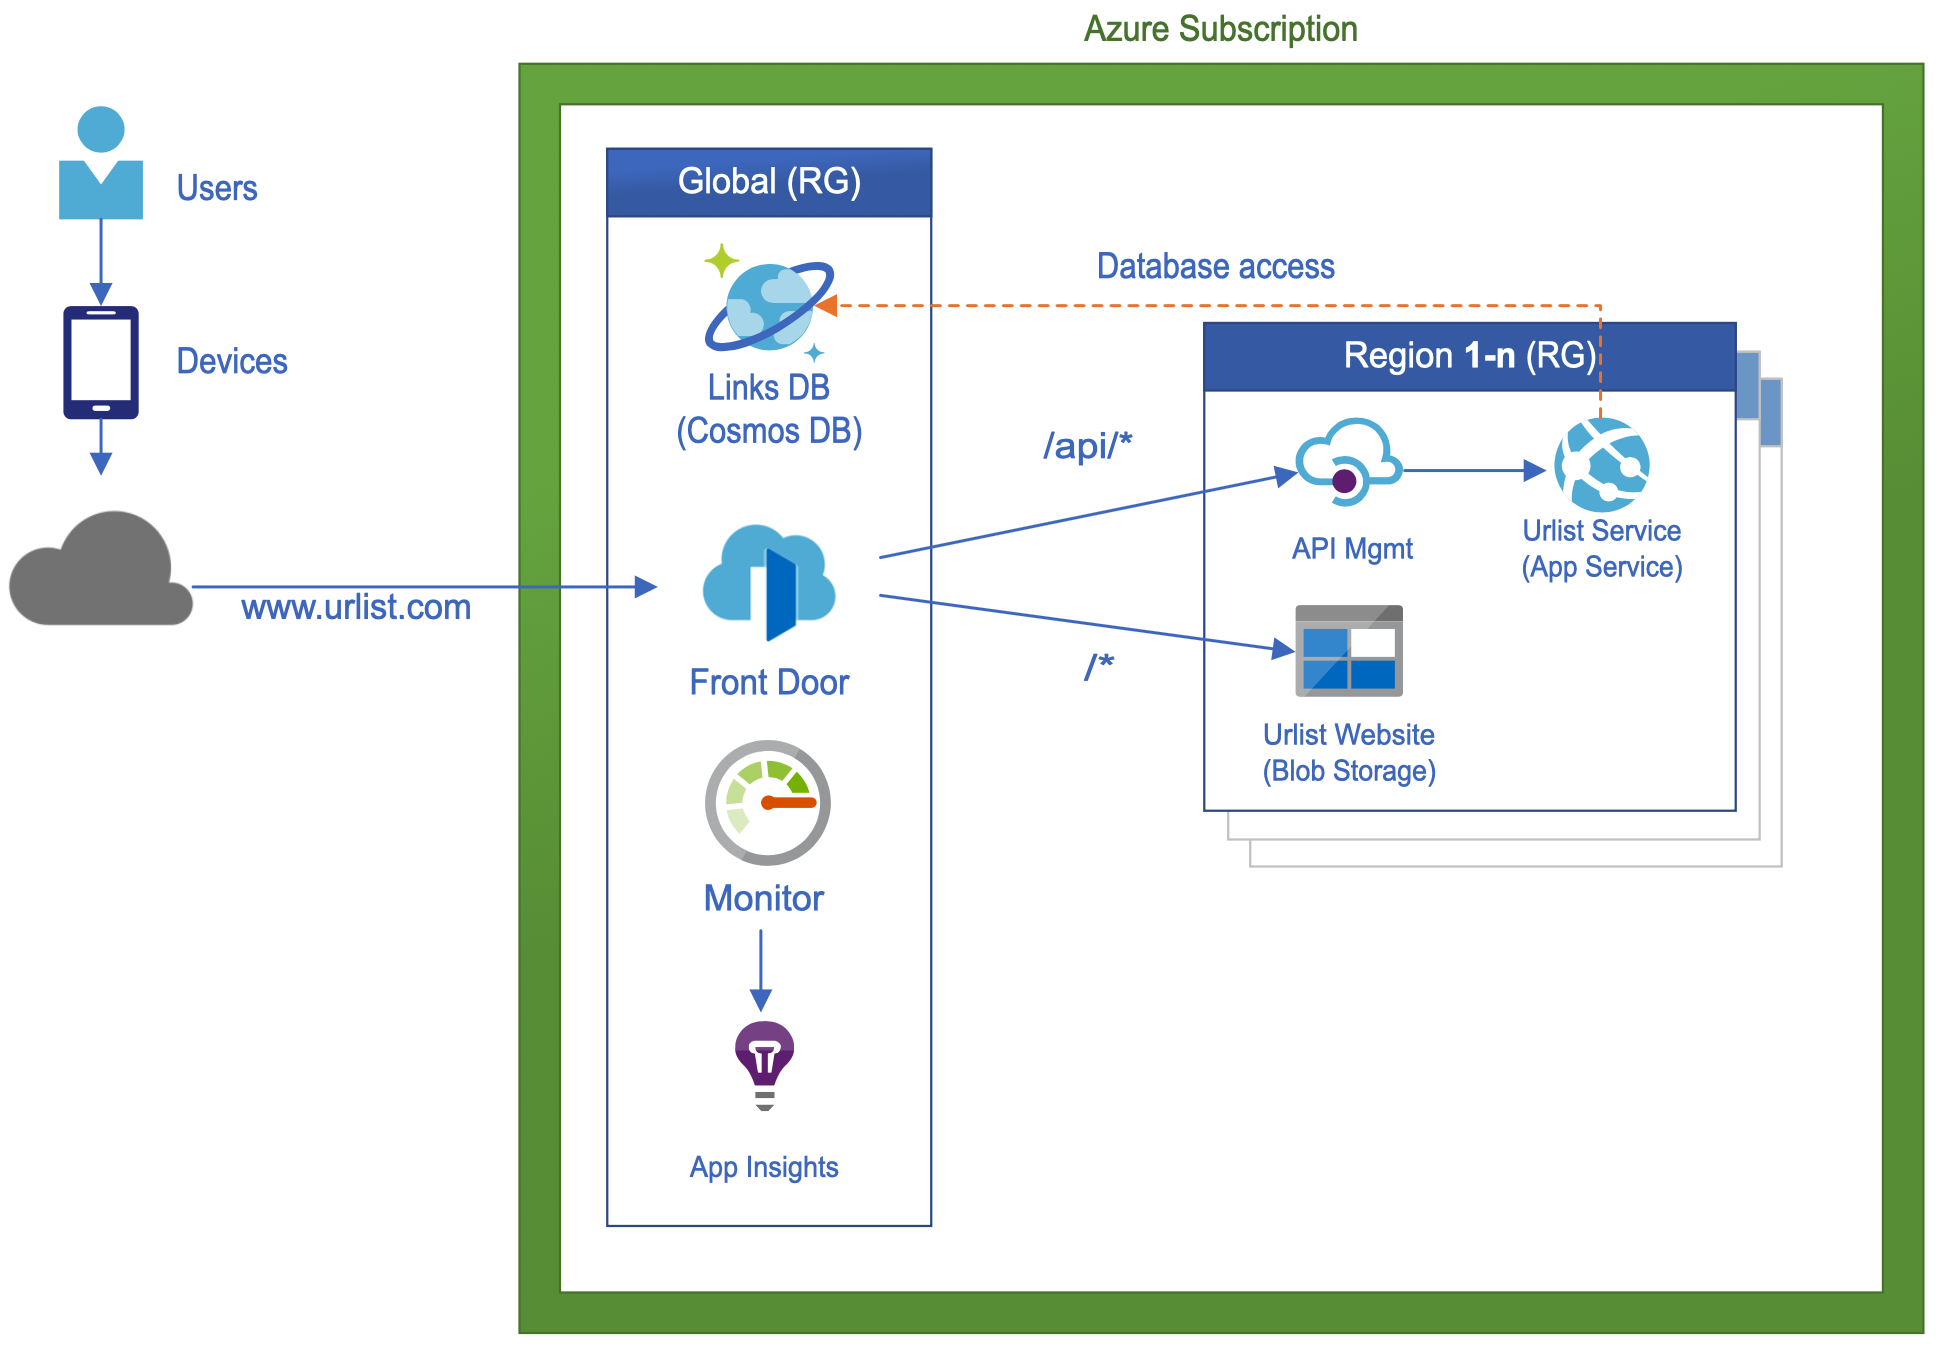 Azure Subscription
Users
Devices
www.urlist.com
Global (RG)
Links DB
(Cosmos DB)
Front Door
Monitor
App Insights
Database access
/api/*
/*
Region 1-n (RG)
API Mgmt
Urlist Service
(App Service)
Urlist Website
(Blob Storage)